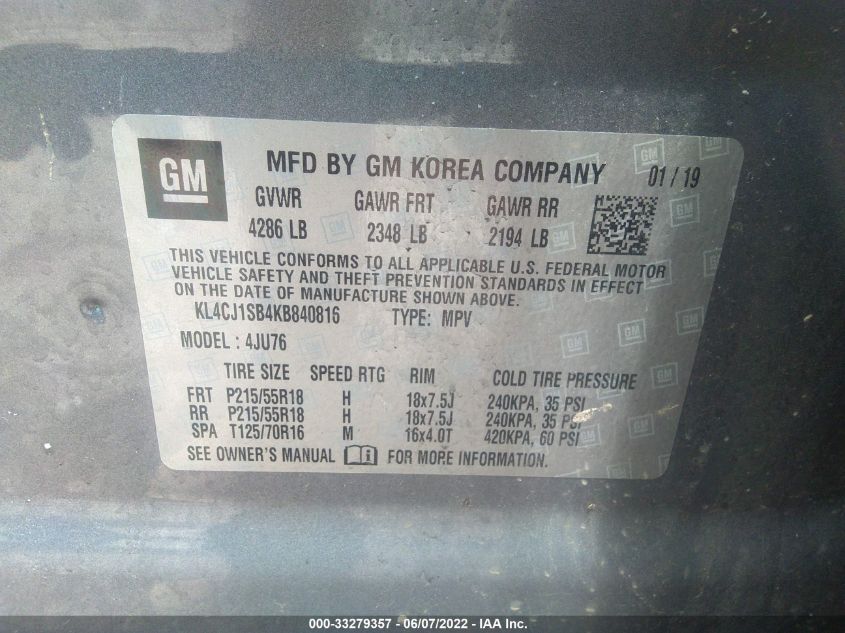 GM
MFD BY GM KOREA COMPANY 01 / 19
GVWR GAWR FRT GAWR RR
4286 LB 2348 LB 2194 LB
THIS VEHICLE CONFORMS TO ALL APPLICABLE U.S. FEDERAL MOTOR
VEHICLE SAFETY AND THEFT PREVENTION STANDARDS IN EFFECT
ON THE DATE OF MANUFACTURE SHOWN ABOVE.
KL4CJ1SB4KB840816 TYPE: MPV
MODEL : 4JU76
TIRE SIZE SPEED RTG RIM COLD TIRE PRESSURE
FRT P215/55R18 H 18x7.5J 240KPA, 35 PSI
RR P215/55R18 H 18x7.5J 240KPA, 35 PSI
SPA T125/70R16 M 16x4.0T 420KPA, 60 PSI
SEE OWNER'S MANUAL i FOR MORE INFORMATION.
000-33279357 - 06/07/2022 - IAA Inc.